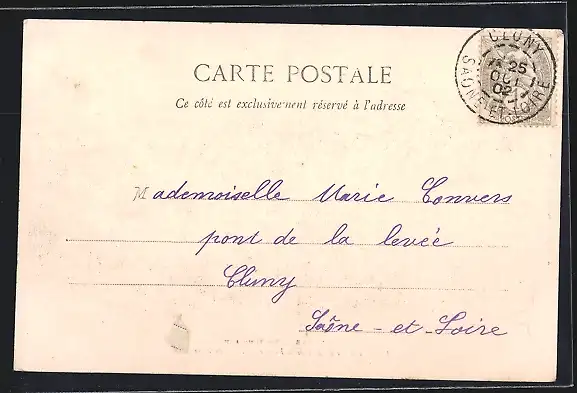 CLUNY
25
OCT
02
SAONE-ET-LOIRE
CARTE POSTALE
Ce côté est exclusivement réservé à l'adresse
Mademoiselle Marie Convers
pont de la levée
Cluny
Saône-et-Loire